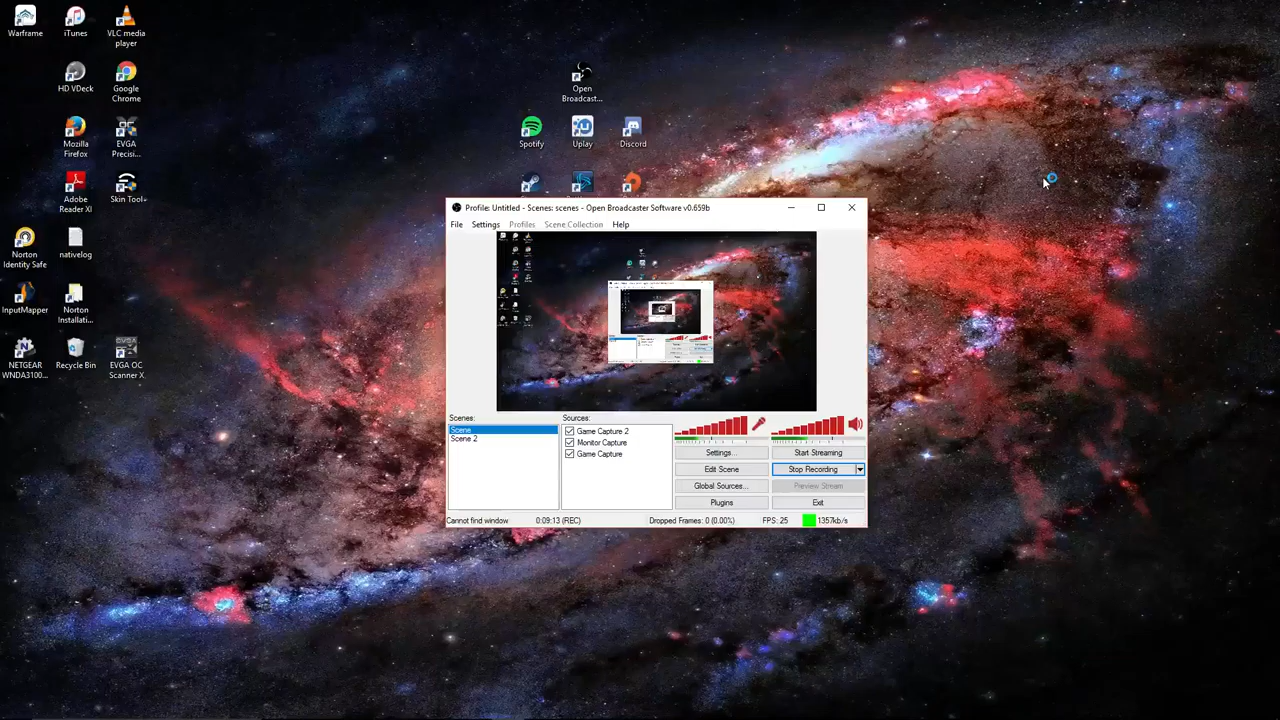 Warframe
iTunes
VLC media
player
HD VDeck
Google
Chrome
Mozilla
Firefox
EVGA
Precisi...
Adobe
Reader XI
Skin Tool+
Norton
Identity Safe
nativelog
InputMapper
Norton
Installati...
NETGEAR
WNDA3100...
Recycle Bin
EVGA OC
Scanner X
Open
Broadcast...
Spotify
Uplay
Discord
Profile: Untitled - Scenes: scenes - Open Broadcaster Software v0.659b
File Settings Profiles Scene Collection Help
Scenes:
Scene
Scene 2
Sources:
Game Capture 2
Monitor Capture
Game Capture
Settings...
Start Streaming
Edit Scene
Stop Recording
Global Sources...
Preview Stream
Plugins
Exit
Cannot find window 0:09:13 (REC) Dropped Frames: 0 (0.00%) FPS: 25 1357kb/s